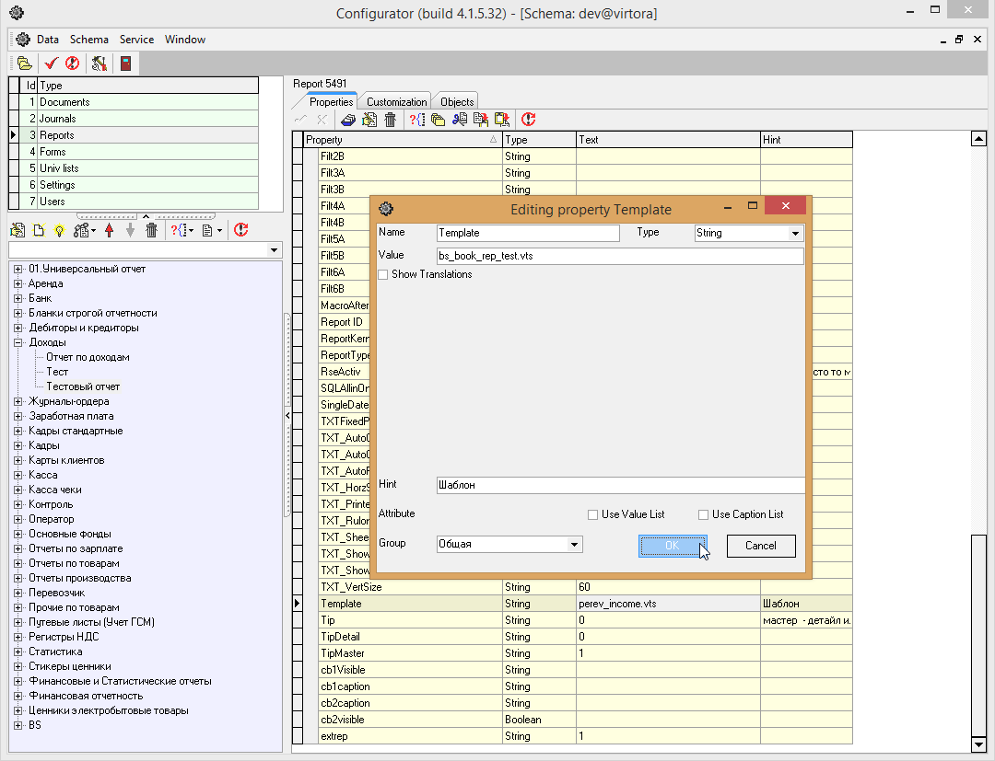 Configurator (build 4.1.5.32) - [Schema: dev@virtora]
Data Schema Service Window
Id Type
1 Documents
2 Journals
3 Reports
4 Forms
5 Univ lists
6 Settings
7 Users
01.Универсальный отчет
Аренда
Банк
Бланки строгой отчетности
Дебиторы и кредиторы
Доходы
Отчет по доходам
Тест
Тестовый отчет
Журналы-ордера
Заработная плата
Кадры стандартные
Кадры
Карты клиентов
Касса
Касса чеки
Контроль
Оператор
Основные фонды
Отчеты по зарплате
Отчеты по товарам
Отчеты производства
Перевозчик
Прочие по товарам
Путевые листы (Учет ГСМ)
Регистры НДС
Статистика
Стикеры ценники
Финансовые и Статистические отчеты
Финансовая отчетность
Ценники электробытовые товары
BS
Report 5491
Properties Customization Objects
Property Type Text Hint
Filt2B String
Filt3A String
Filt3B String
Filt4A
Filt4B
Filt5A
Filt5B
Filt6A
Filt6B
MacroAfter
Report ID
ReportKern
ReportType
RseActiv сто то м
SQLAllinOn
SingleDate
TXTFixedP
TXT_Auto
TXT_Auto
TXT_Auto
TXT_HorzS
TXT_Printe
TXT_Rulor
TXT_Shee
TXT_Show
TXT_Show
TXT_VertSize String 60
Template String perev_income.vts Шаблон
Tip String 0 мастер - детайл и.
TipDetail String 0
TipMaster String 1
cb1Visible String
cb1caption String
cb2caption String
cb2visible Boolean
extrep String 1
Editing property Template
Name Template Type String
Value bs_book_rep_test.vts
Show Translations
Hint Шаблон
Attribute Use Value List Use Caption List
Group Общая OK Cancel